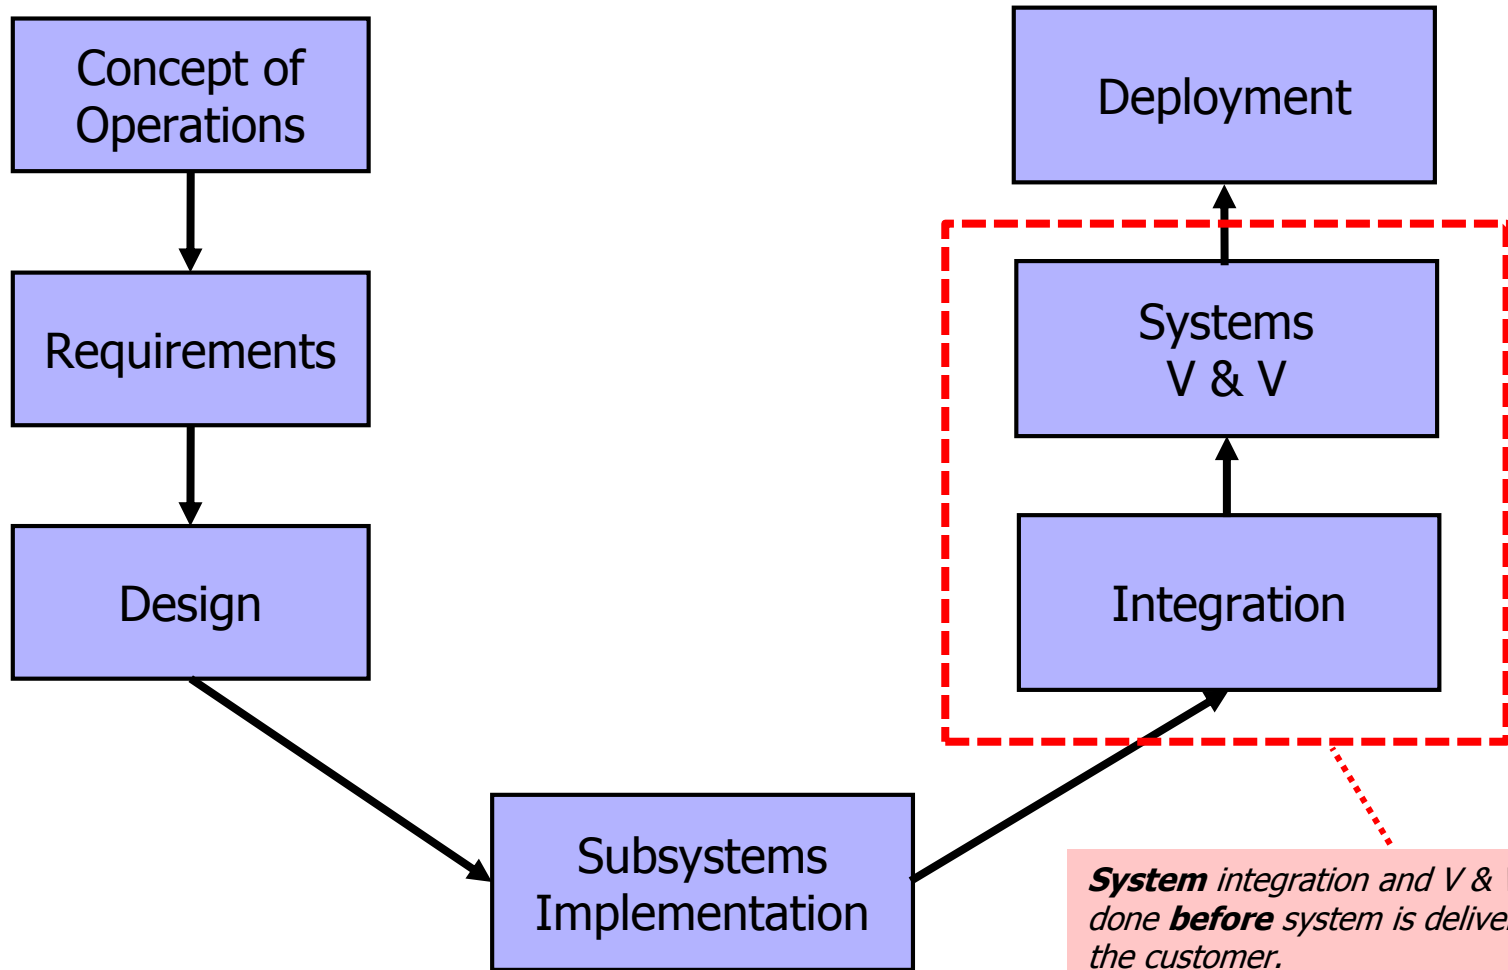 Concept of
Operations
Requirements
Design
Subsystems
Implementation
Deployment
Systems
V & V
Integration
System integration and V &
done before system is deliver
the customer.